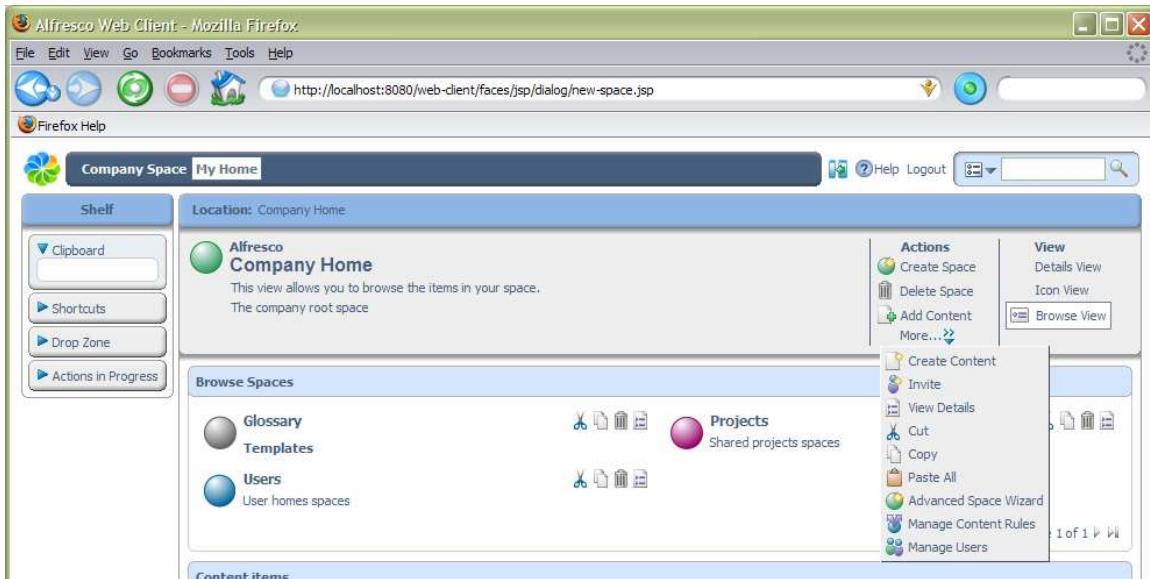 Alfresco Web Client - Mozilla Firefox
File Edit View Go Bookmarks Tools Help
http://localhost:8080/web-client/faces/jsp/dialog/new-space.jsp
Firefox Help
Company Space My Home
Help Logout
Shelf
Location: Company Home
Clipboard
Shortcuts
Drop Zone
Actions in Progress
Alfresco
Company Home
This view allows you to browse the items in your space.
The company root space
Actions
Create Space
Delete Space
Add Content
More...
View
Details View
Icon View
Browse View
Create Content
Invite
View Details
Cut
Copy
Paste All
Advanced Space Wizard
Manage Content Rules
Manage Users
Browse Spaces
Glossary
Templates
Projects
Shared projects spaces
Users
User homes spaces
1 of 1
Content items